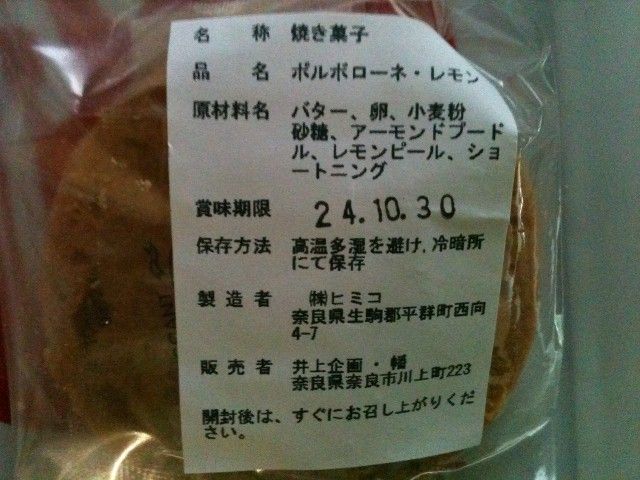 名称 焼き菓子
品名 ポルポローネ・レモン
原材料名 バター、卵、小麦粉
砂糖、アーモンドプード
ル、レモンピール、ショ
ートニング
賞味期限 24.10.30
保存方法 高温多湿を避け,冷暗所
にて保存
製造者 ㈱ヒミコ
奈良県生駒郡平群町西向
4-7
販売者 井上企画・幡
奈良県奈良市川上町223
開封後は、すぐにお召し上がりくだ
さい。